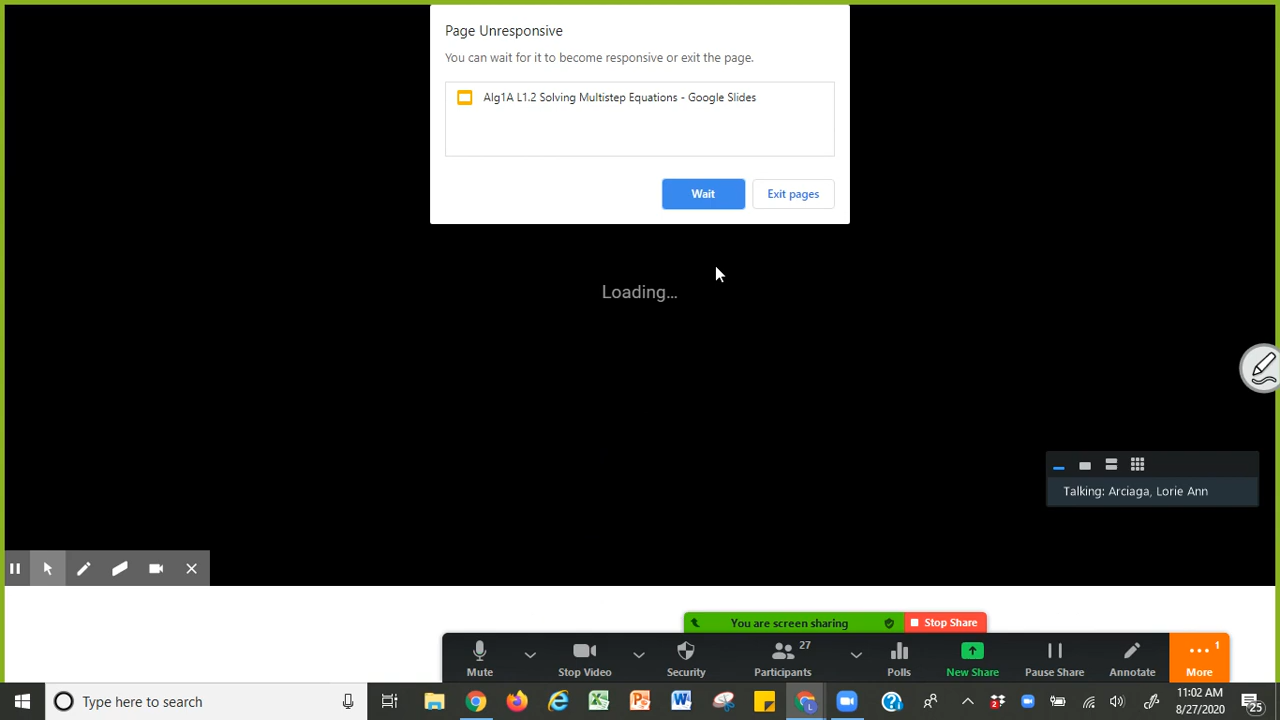 Page Unresponsive
You can wait for it to become responsive or exit the page.
Alg1A L1.2 Solving Multistep Equations - Google Slides
Wait
Exit pages
Loading...
Talking: Arciaga, Lorie Ann
You are screen sharing
Stop Share
27
1
Mute
Stop Video
Security
Participants
Polls
New Share
Pause Share
Annotate
More
Type here to search
11:02 AM
8/27/2020
25